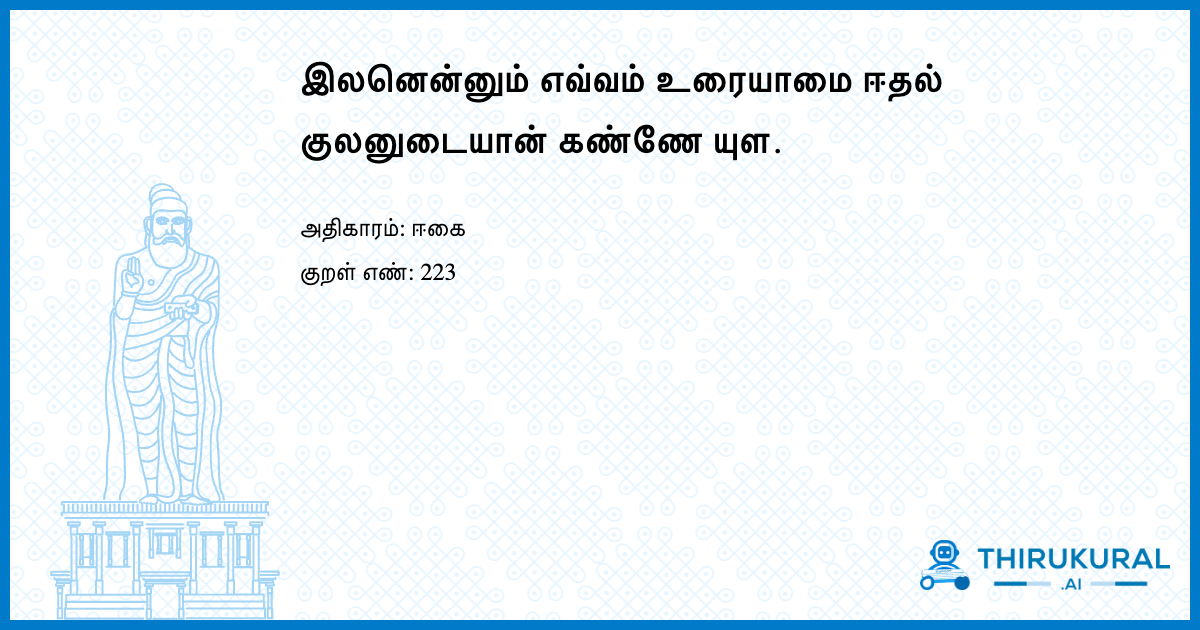 இலனென்னும் எவ்வம் உரையாமை ஈதல்
குலனுடையான் கண்ணே யுள.
அதிகாரம்: ஈகை
குறள் எண்: 223
THIRUKURAL
.AI